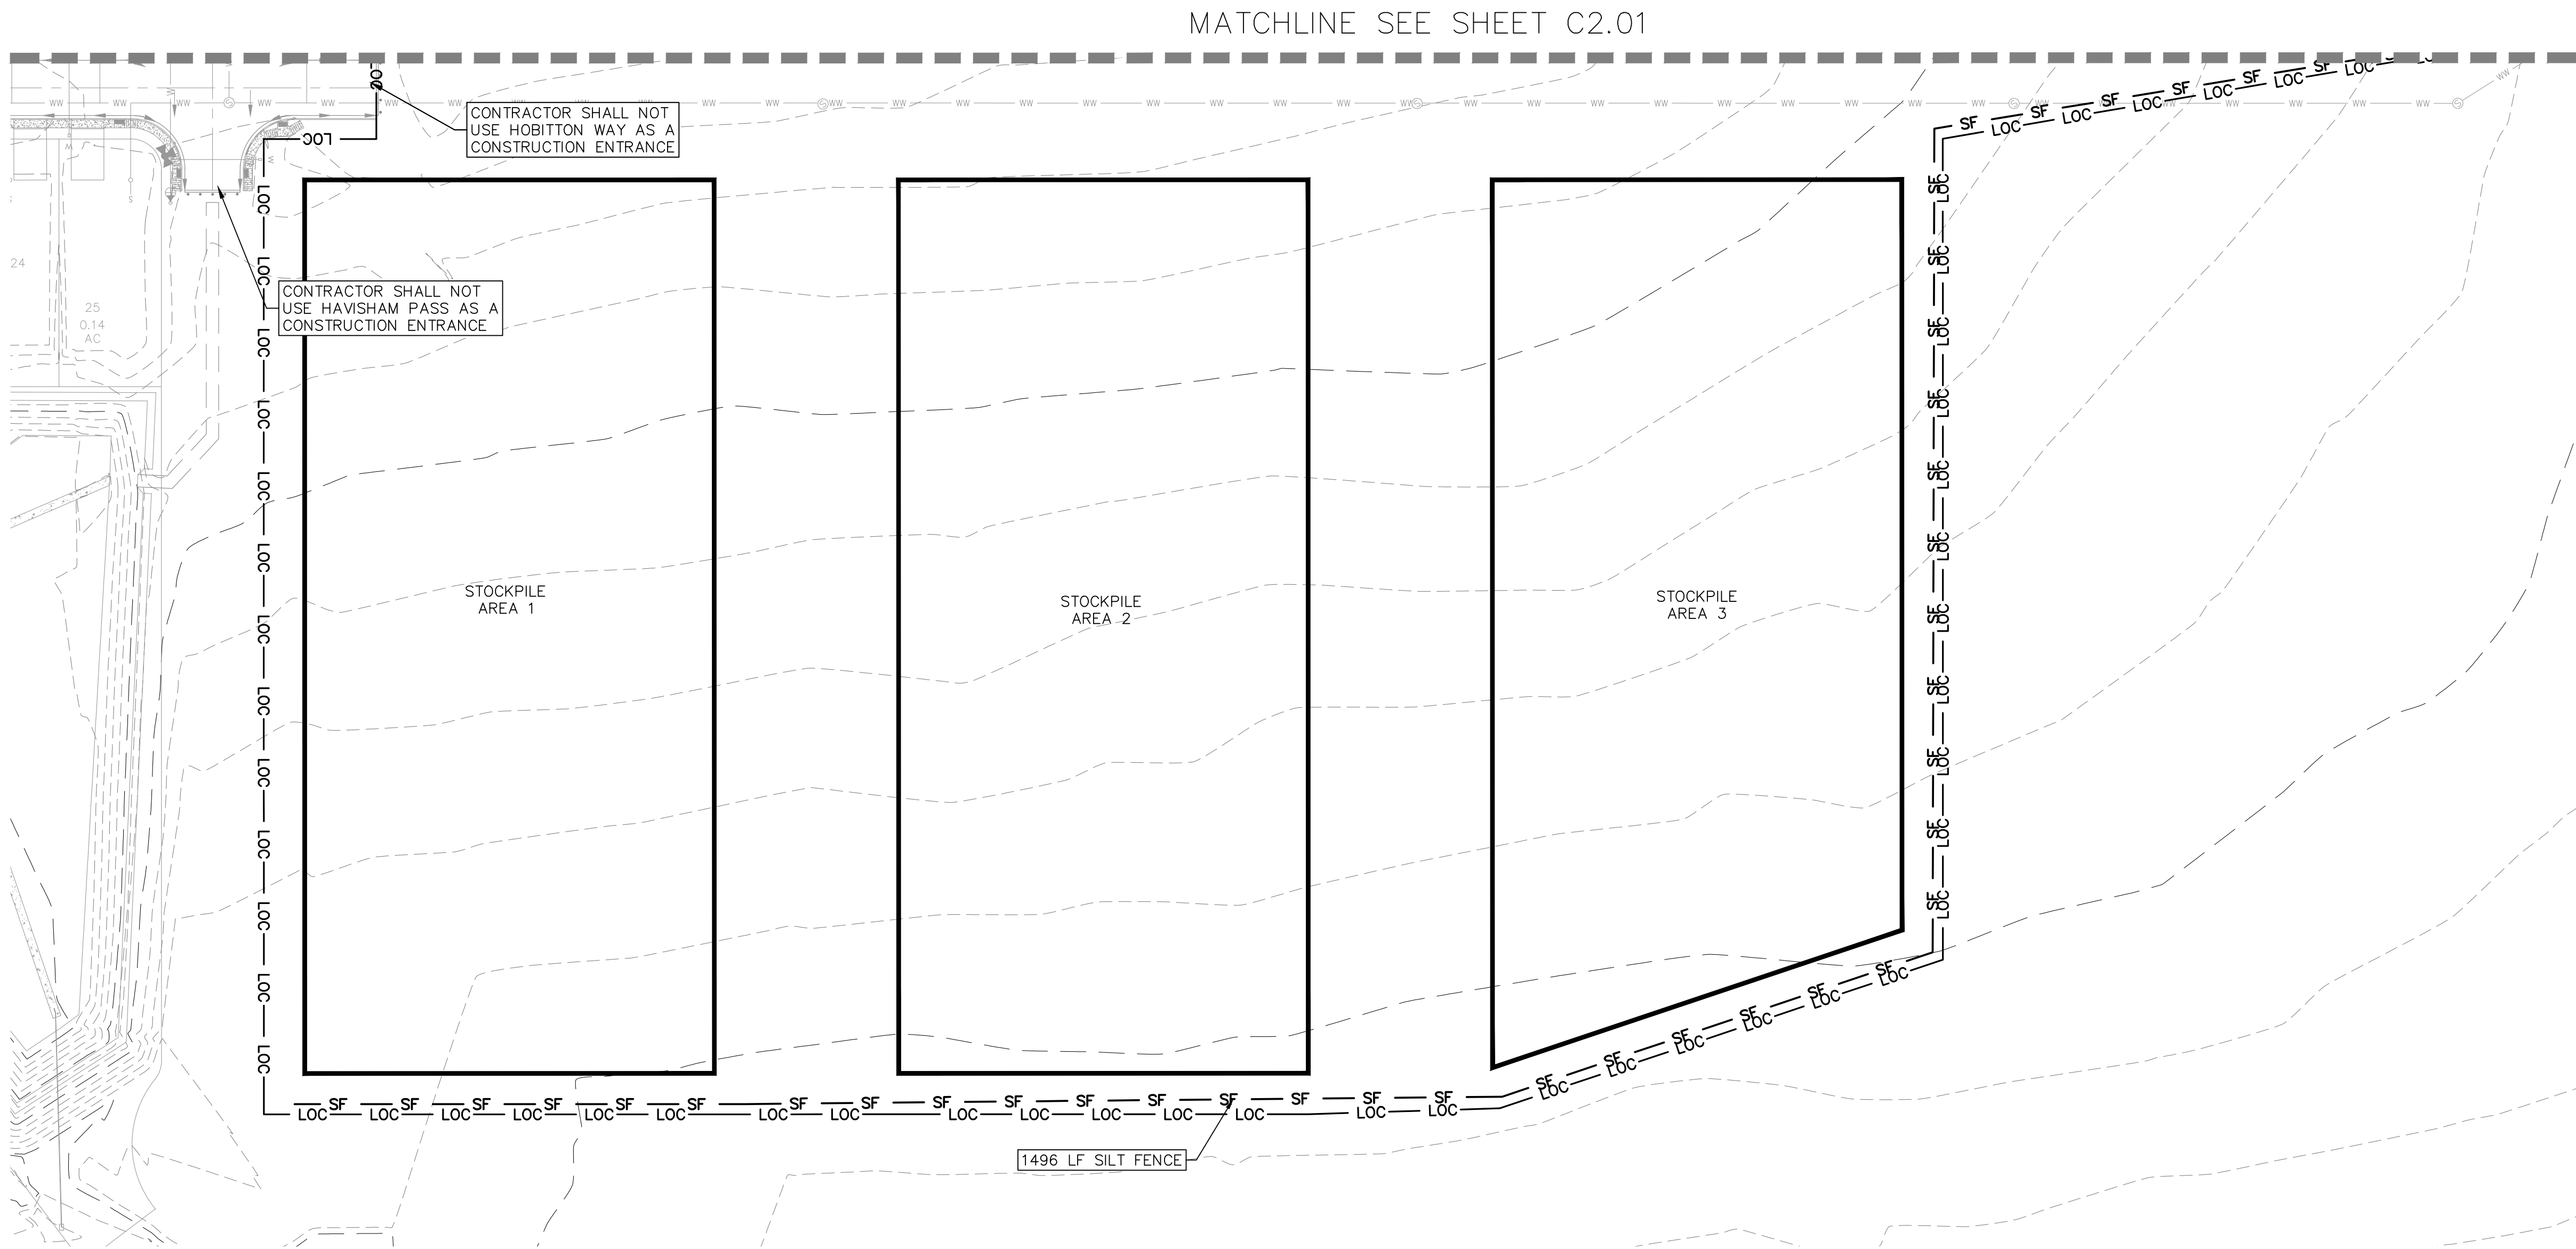 MATCHLINE SEE SHEET C2.01
CONTRACTOR SHALL NOT
USE HOBITTON WAY AS A
CONSTRUCTION ENTRANCE
CONTRACTOR SHALL NOT
USE HAVISHAM PASS AS A
CONSTRUCTION ENTRANCE
24
25
0.14
AC
STOCKPILE
AREA 1
STOCKPILE
AREA 2
STOCKPILE
AREA 3
1496 LF SILT FENCE
LOC
SF
WW
W
S